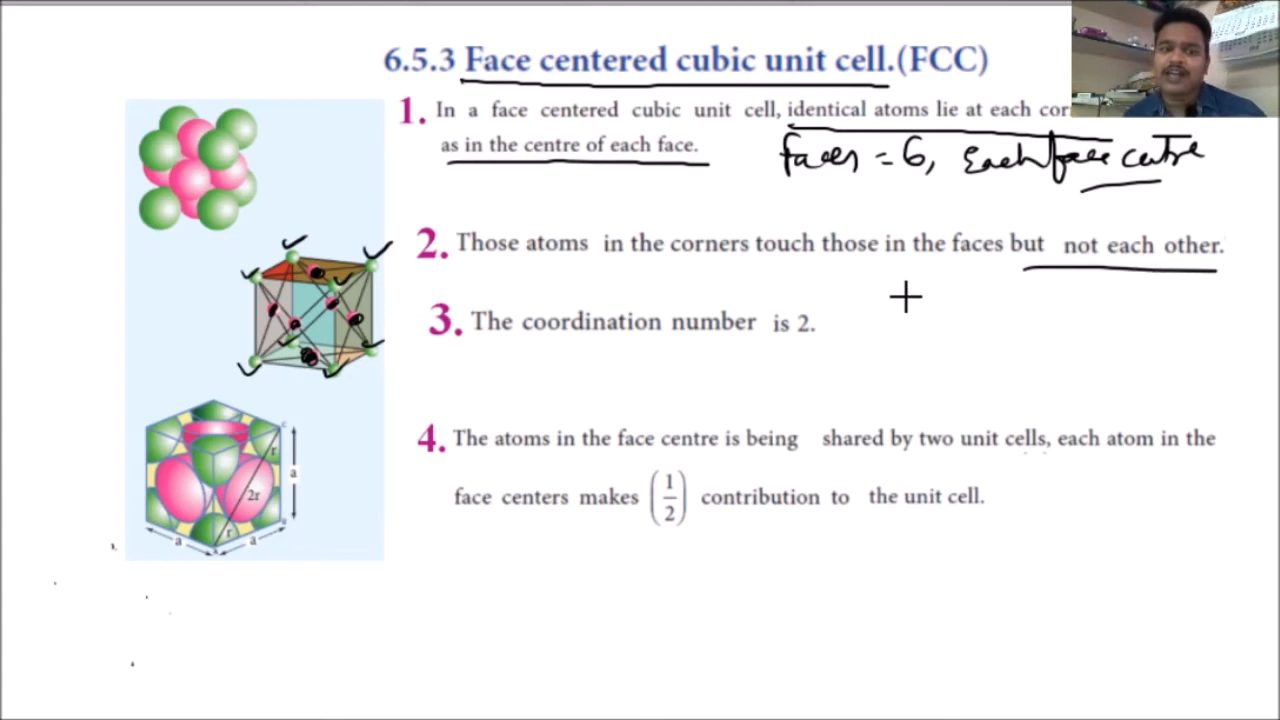 6.5.3 Face centered cubic unit cell.(FCC)
1. In a face centered cubic unit cell, identical atoms lie at each cor
as in the centre of each face.
faces = 6, Each face centre
2. Those atoms in the corners touch those in the faces but not each other.
3. The coordination number is 2.
4. The atoms in the face centre is being shared by two unit cells, each atom in the
face centers makes (1/2) contribution to the unit cell.
c
r
a
2r
r
a
a